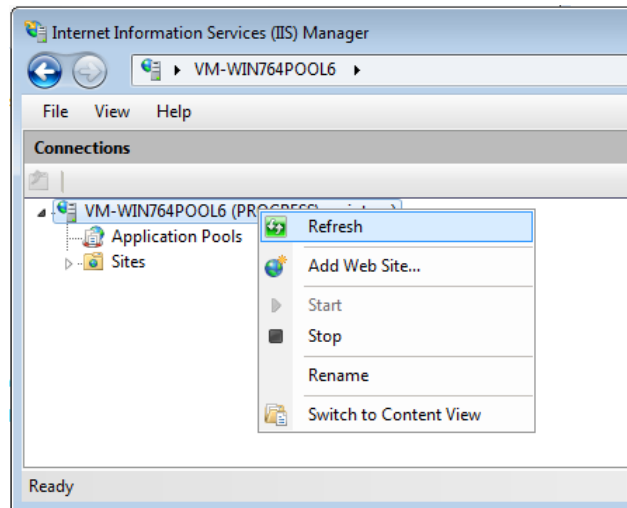 Internet Information Services (IIS) Manager
VM-WIN764POOL6
File View Help
Connections
VM-WIN764POOL6
Application Pools
Sites
Refresh
Add Web Site...
Start
Stop
Rename
Switch to Content View
Ready